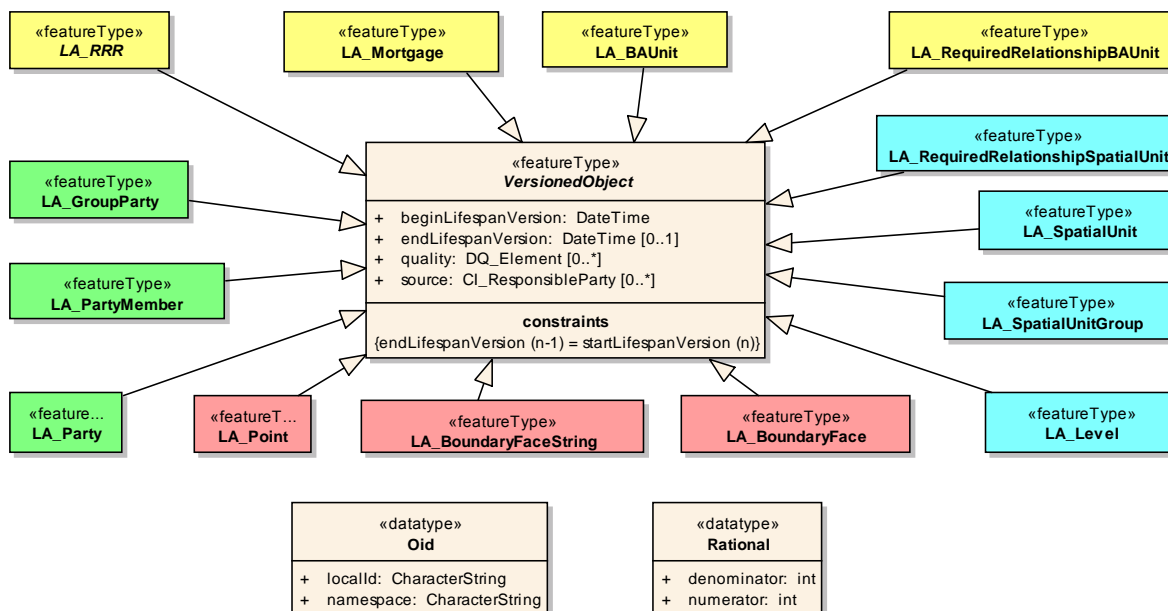 «featureType»
LA_RRR
«featureType»
LA_Mortgage
«featureType»
LA_BAUnit
«featureType»
LA_RequiredRelationshipBAUnit
«featureType»
LA_RequiredRelationshipSpatialUnit
«featureType»
VersionedObject
+ beginLifespanVersion: DateTime
+ endLifespanVersion: DateTime [0..1]
+ quality: DQ_Element [0..*]
+ source: CI_ResponsibleParty [0..*]
constraints
{endLifespanVersion (n-1) = startLifespanVersion (n)}
«featureType»
LA_GroupParty
«featureType»
LA_SpatialUnit
«featureType»
LA_PartyMember
«featureType»
LA_SpatialUnitGroup
«feature...
LA_Party
«featureT...
LA_Point
«featureType»
LA_BoundaryFaceString
«featureType»
LA_BoundaryFace
«featureType»
LA_Level
«datatype»
Oid
+ localId: CharacterString
+ namespace: CharacterString
«datatype»
Rational
+ denominator: int
+ numerator: int